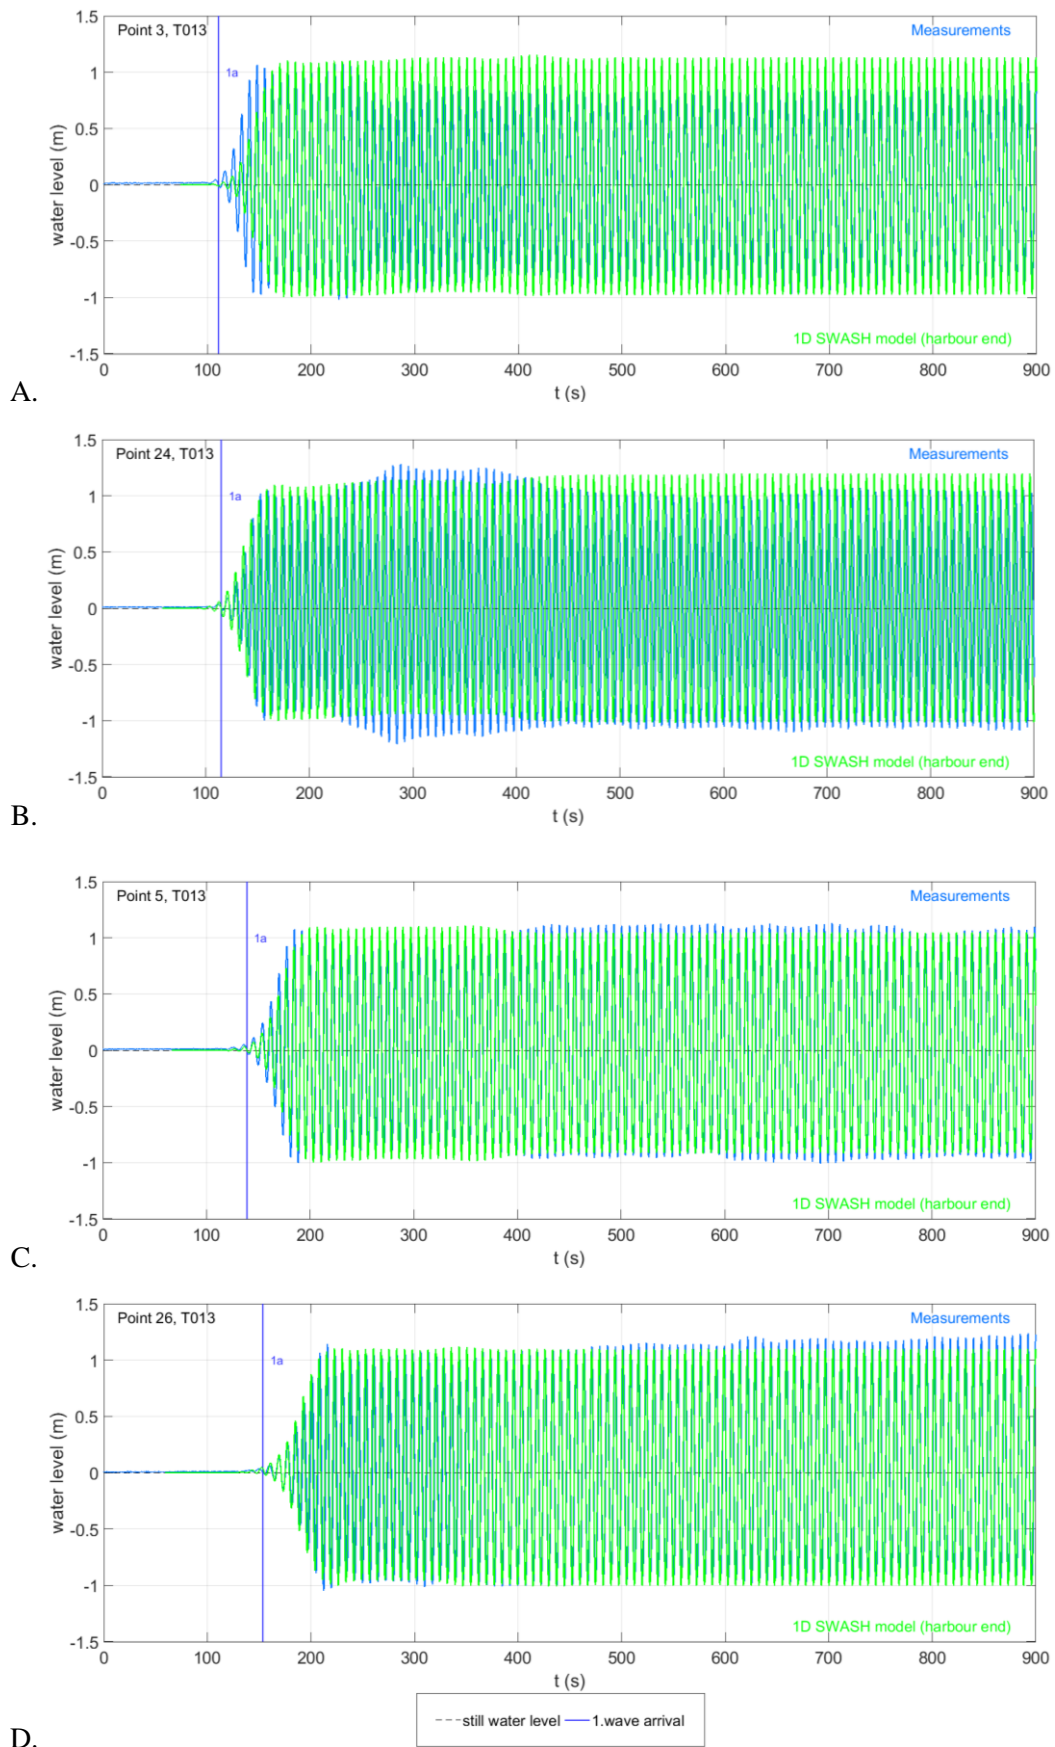 Point 3, T013
Measurements
1a
1.5
1
0.5
0
-0.5
-1
-1.5
water level (m)
1D SWASH model (harbour end)
0 100 200 300 400 500 600 700 800 900
t (s)
A.
Point 24, T013
Measurements
1a
1.5
1
0.5
0
-0.5
-1
-1.5
water level (m)
1D SWASH model (harbour end)
0 100 200 300 400 500 600 700 800 900
t (s)
B.
Point 5, T013
Measurements
1a
1.5
1
0.5
0
-0.5
-1
-1.5
water level (m)
1D SWASH model (harbour end)
0 100 200 300 400 500 600 700 800 900
t (s)
C.
Point 26, T013
Measurements
1a
1.5
1
0.5
0
-0.5
-1
-1.5
water level (m)
1D SWASH model (harbour end)
0 100 200 300 400 500 600 700 800 900
t (s)
still water level 1.wave arrival
D.